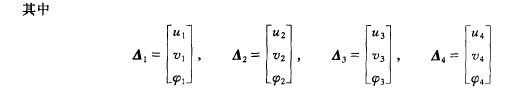 其中
Δ₁ = [u₁ v₁ φ₁], Δ₂ = [u₂ v₂ φ₂], Δ₃ = [u₃ v₃ φ₃], Δ₄ = [u₄ v₄ φ₄]